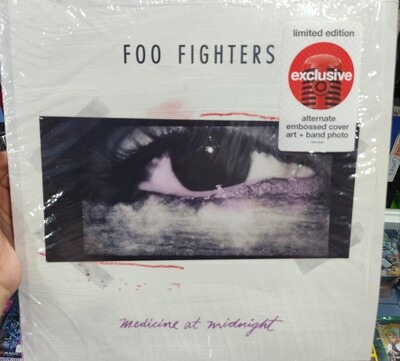 limited edition
FOO FIGHTERS
exclusive
alternate
embossed cover
art + band photo
medicine at midnight